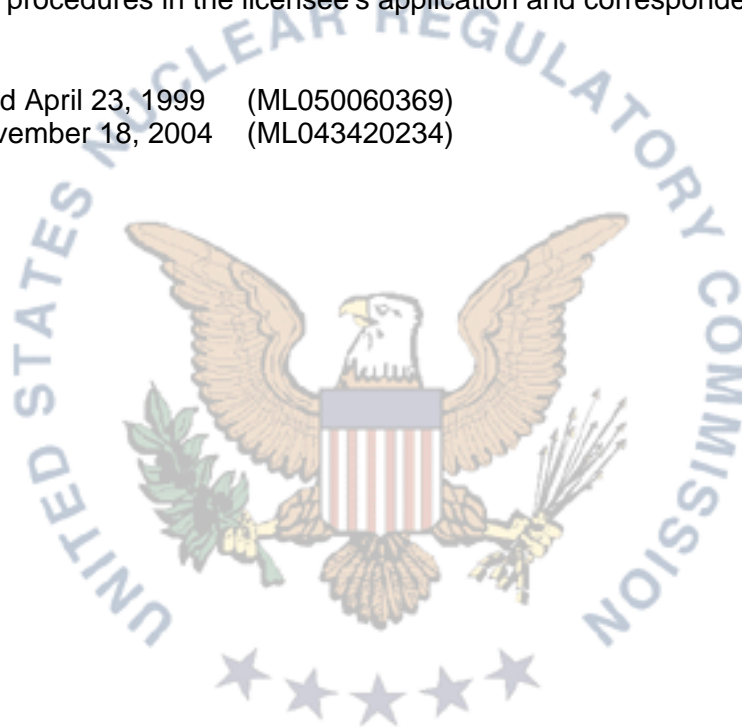 procedures in the licensee's application and corresponde
d April 23, 1999 (ML050060369)
vember 18, 2004 (ML043420234)
UNITED STATES NUCLEAR REGULATORY COMMISSION